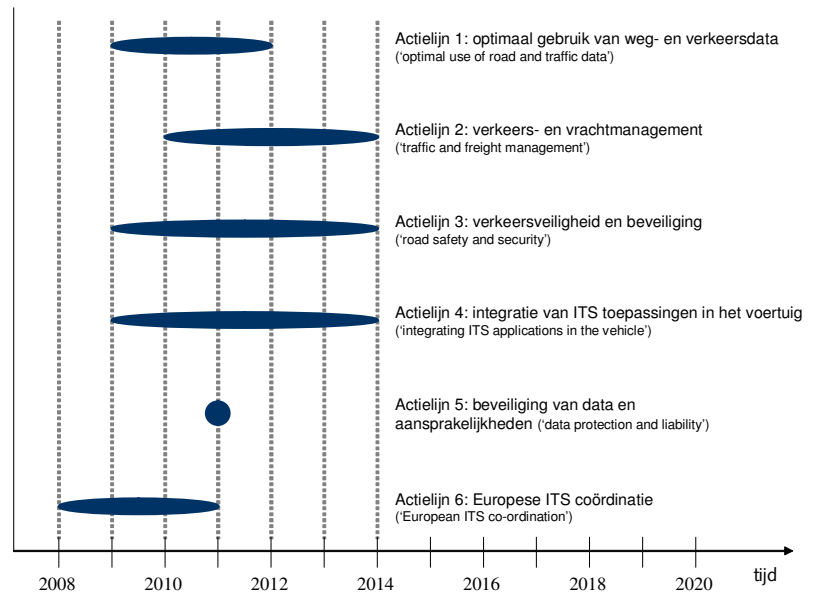 Actielijn 1: optimaal gebruik van weg- en verkeersdata
(‘optimal use of road and traffic data’)
Actielijn 2: verkeers- en vrachtmanagement
(‘traffic and freight management’)
Actielijn 3: verkeersveiligheid en beveiliging
(‘road safety and security’)
Actielijn 4: integratie van ITS toepassingen in het voertuig
(‘integrating ITS applications in the vehicle’)
Actielijn 5: beveiliging van data en
aansprakelijkheden (‘data protection and liability’)
Actielijn 6: Europese ITS coördinatie
(‘European ITS co-ordination’)
2008 2010 2012 2014 2016 2018 2020 tijd